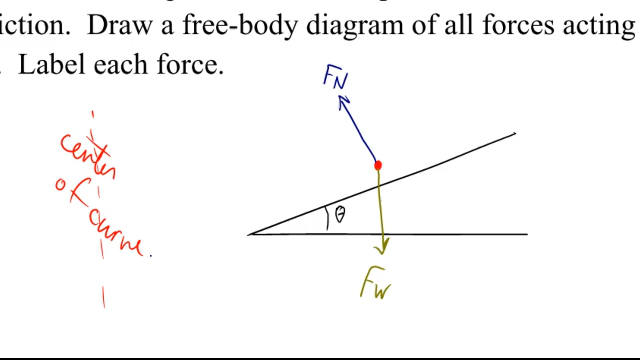 iction. Draw a free-body diagram of all forces acting
. Label each force.
FN
center
of curve.
θ
FW